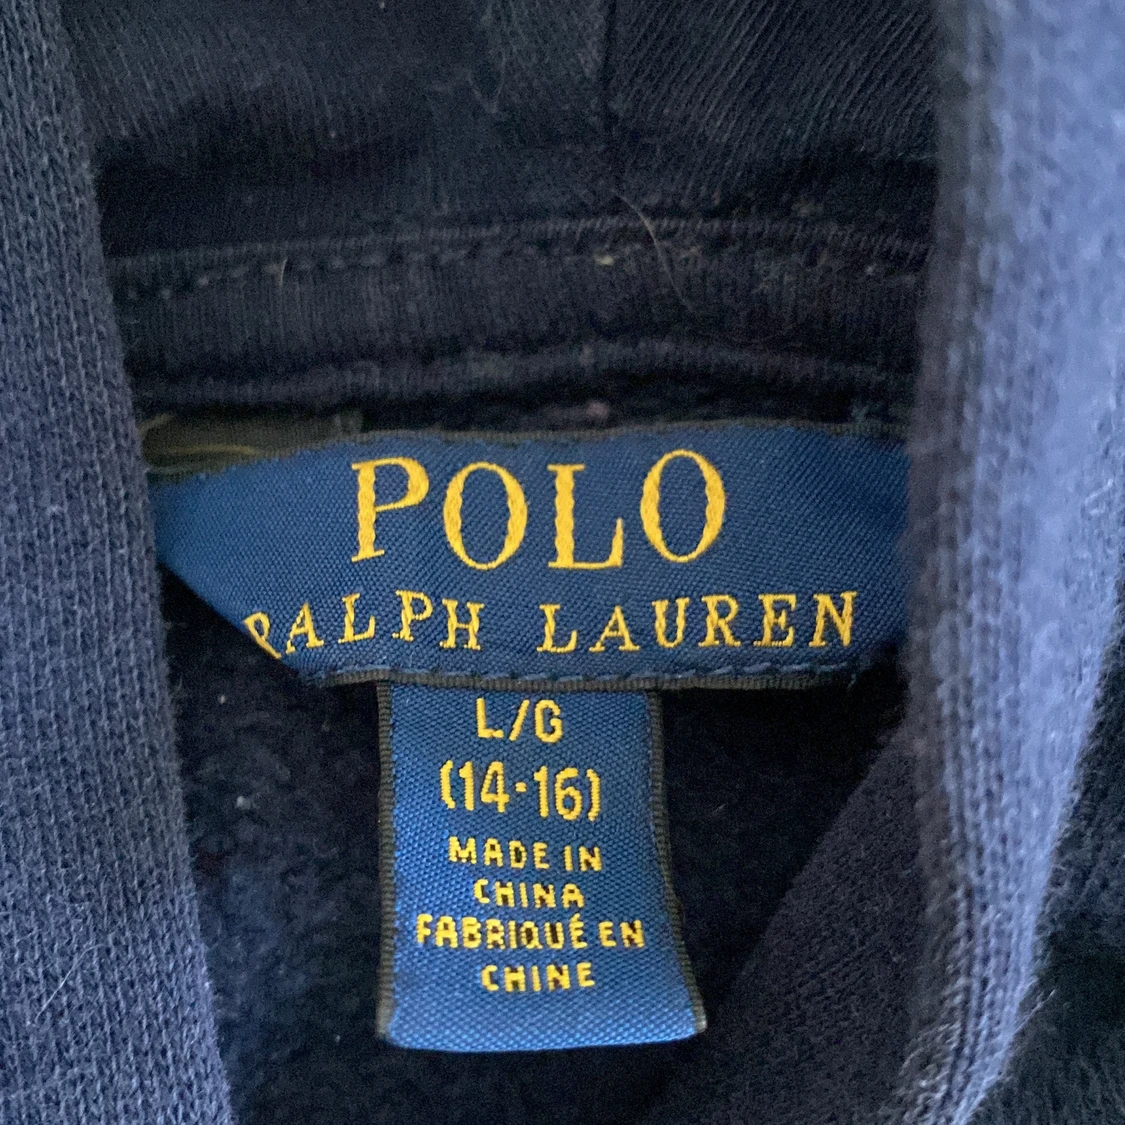 POLO
RALPH LAUREN
L/G
(14-16)
MADE IN
CHINA
FABRIQUÉ EN
CHINE